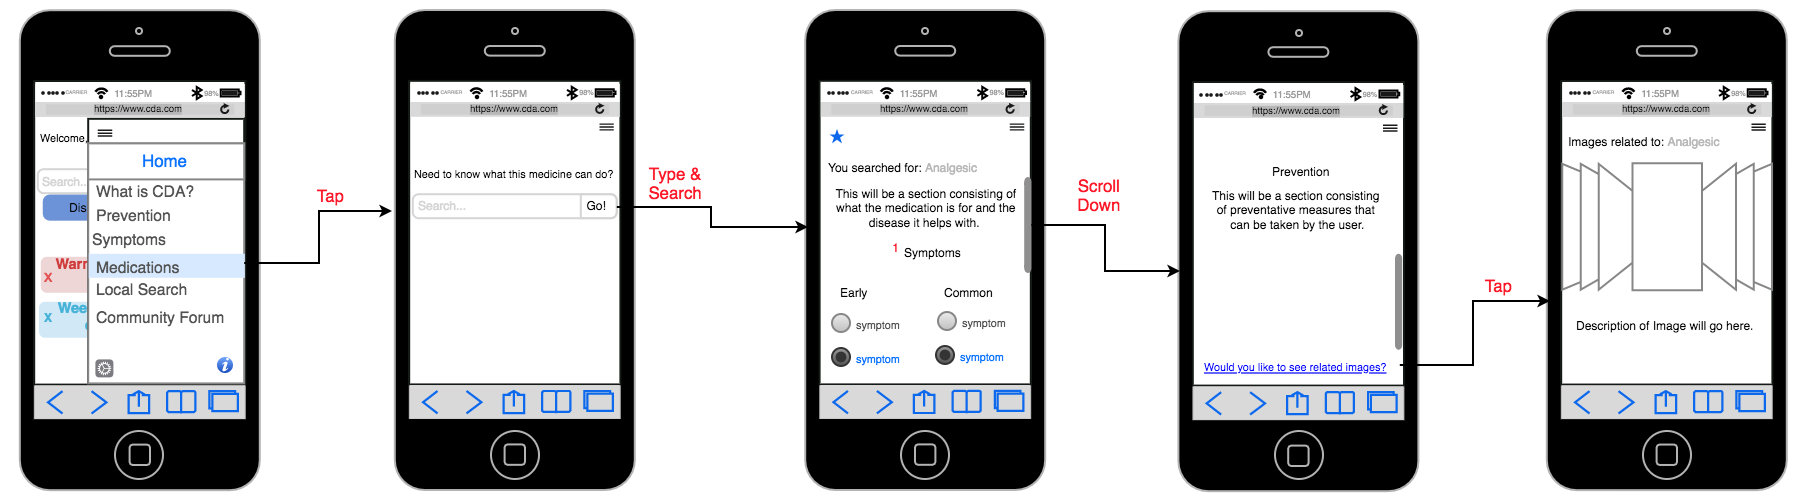 CARRIER 11:55PM 98%
https://www.cda.com
Welcome,
Home
Search...
What is CDA?
Dis
Prevention
Symptoms
Warr
x
Medications
Local Search
Wee
x
Community Forum
Tap
CARRIER 11:55PM 98%
https://www.cda.com
Need to know what this medicine can do?
Search... Go!
Type &
Search
CARRIER 11:55PM 98%
https://www.cda.com
You searched for: Analgesic
This will be a section consisting of
what the medication is for and the
disease it helps with.
1 Symptoms
Early Common
symptom symptom
symptom symptom
Scroll
Down
CARRIER 11:55PM 98%
https://www.cda.com
Prevention
This will be a section consisting
of preventative measures that
can be taken by the user.
Would you like to see related images?
Tap
CARRIER 11:55PM 98%
https://www.cda.com
Images related to: Analgesic
Description of Image will go here.